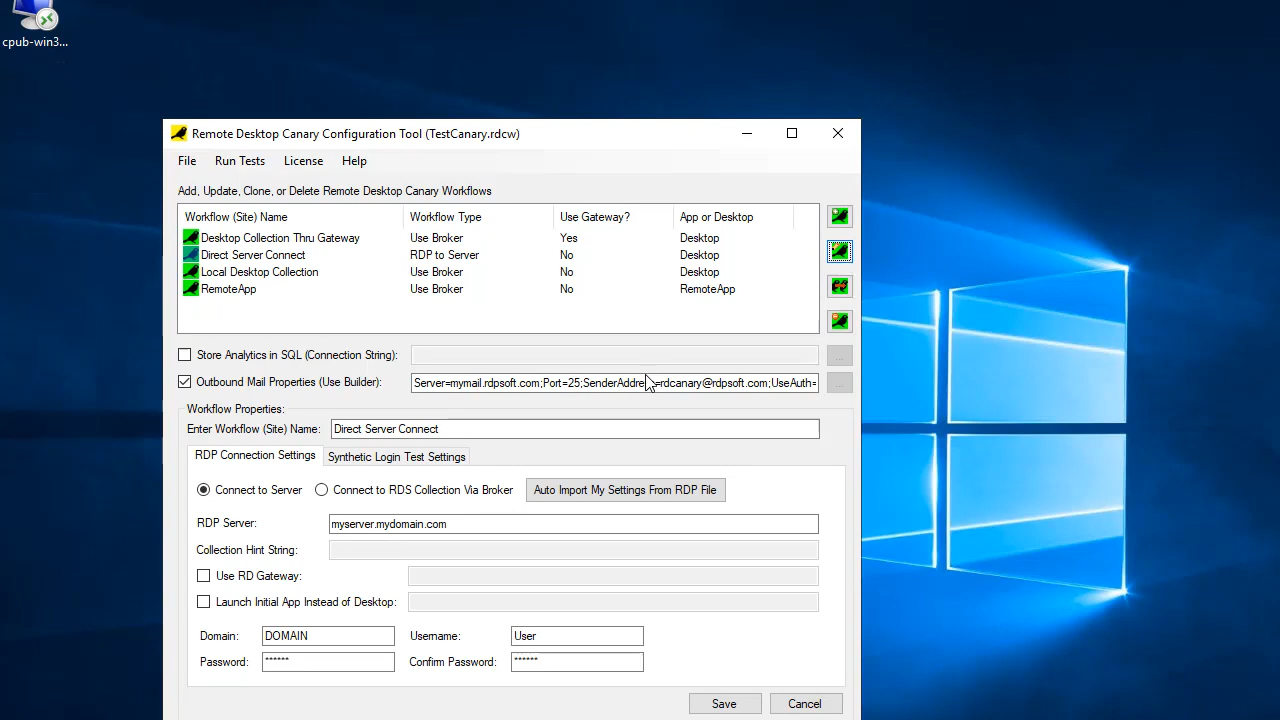 cpub-win3...
Remote Desktop Canary Configuration Tool (TestCanary.rdcw)
File Run Tests License Help
Add, Update, Clone, or Delete Remote Desktop Canary Workflows
Workflow (Site) Name Workflow Type Use Gateway? App or Desktop
Desktop Collection Thru Gateway Use Broker Yes Desktop
Direct Server Connect RDP to Server No Desktop
Local Desktop Collection Use Broker No Desktop
RemoteApp Use Broker No RemoteApp
Store Analytics in SQL (Connection String): ...
Outbound Mail Properties (Use Builder): Server=mymail.rdpsoft.com;Port=25;SenderAddre =rdcanary@rdpsoft.com;UseAuth= ...
Workflow Properties:
Enter Workflow (Site) Name: Direct Server Connect
RDP Connection Settings Synthetic Login Test Settings
Connect to Server Connect to RDS Collection Via Broker Auto Import My Settings From RDP File
RDP Server: myserver.mydomain.com
Collection Hint String:
Use RD Gateway:
Launch Initial App Instead of Desktop:
Domain: DOMAIN Username: User
Password: ****** Confirm Password: ******
Save Cancel